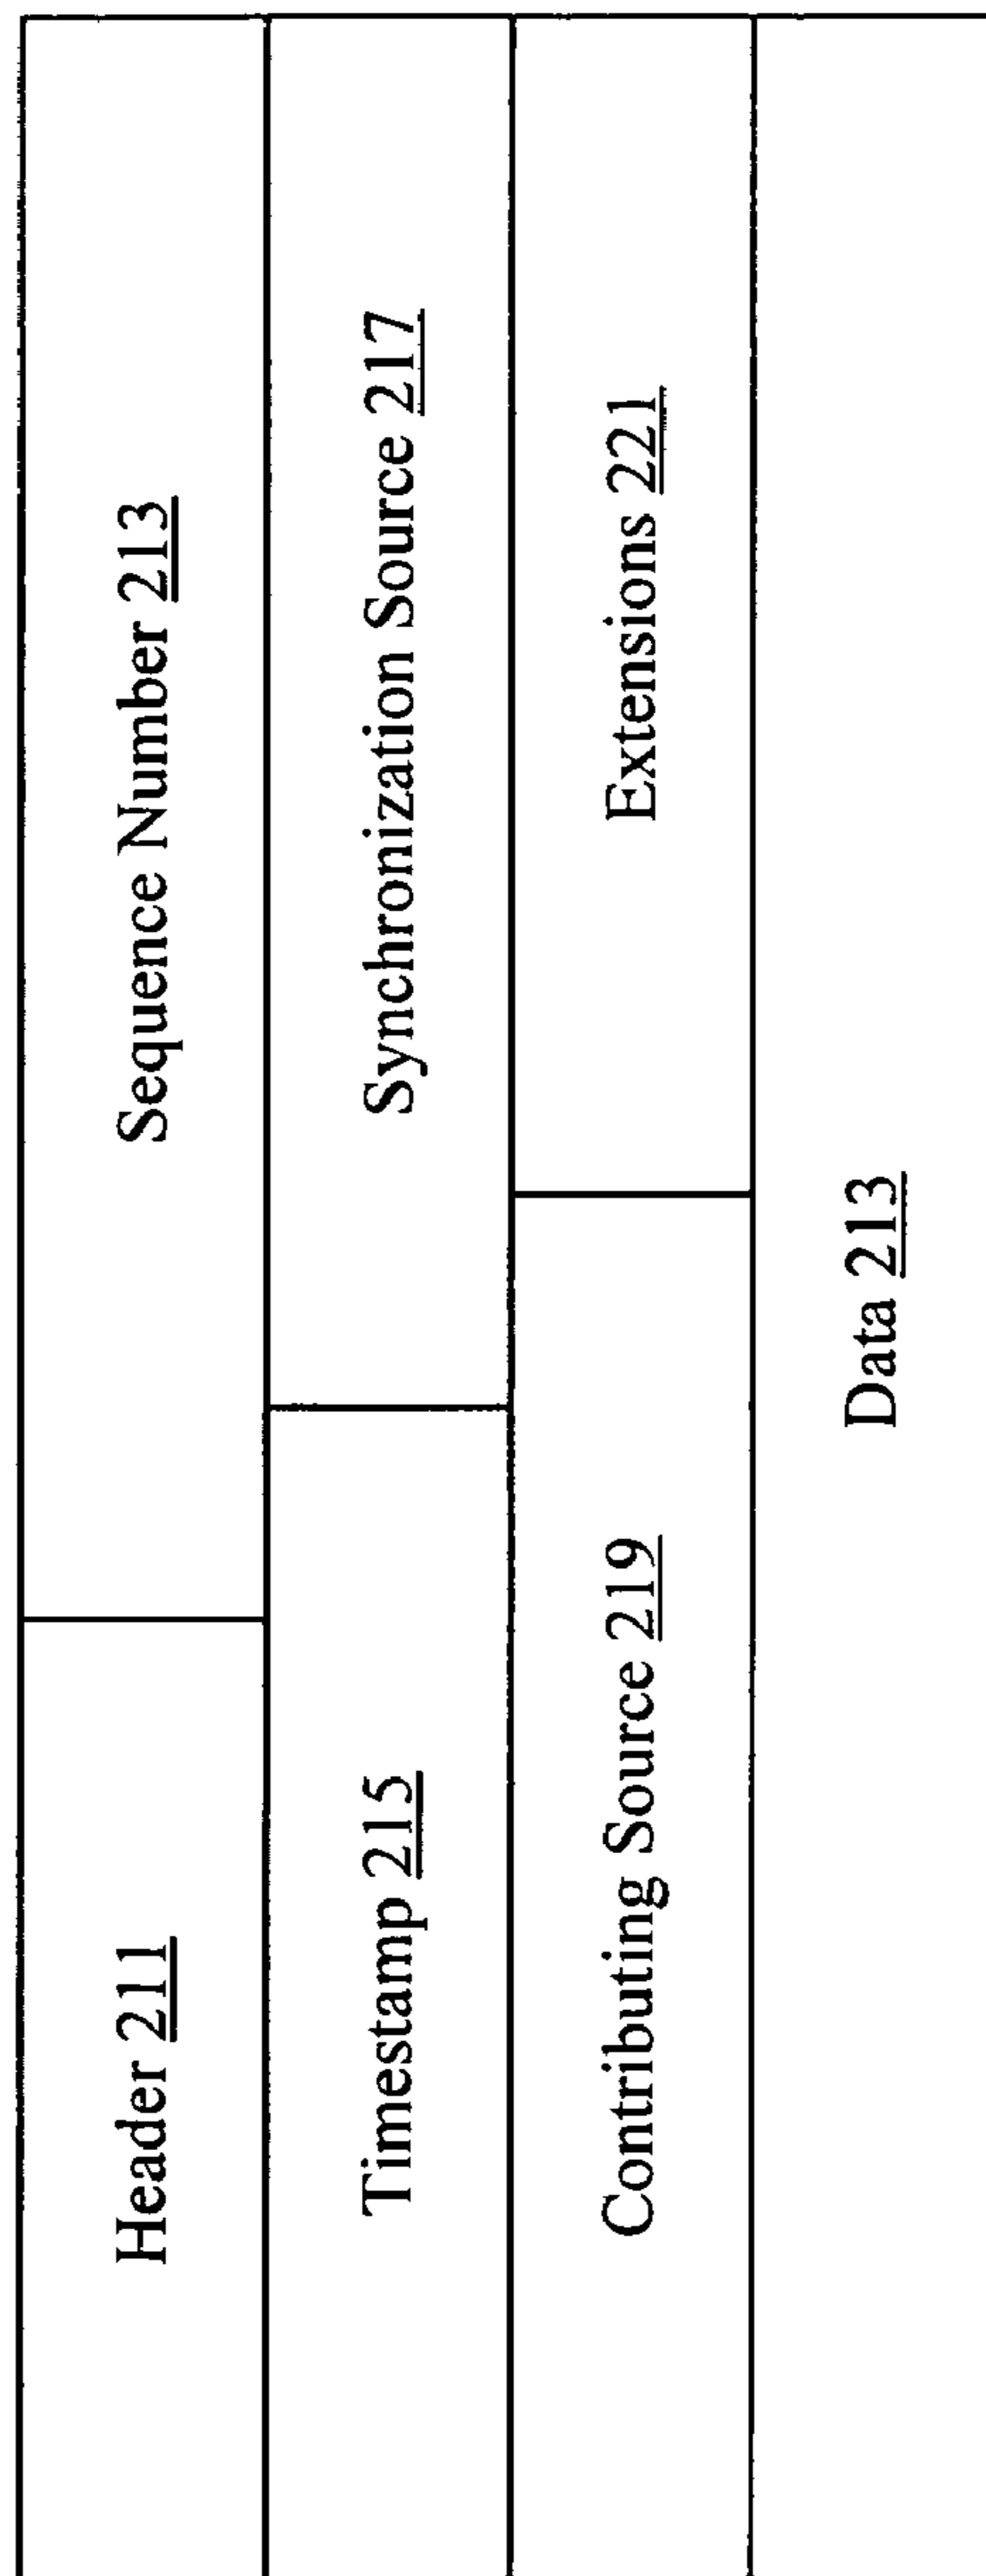 Header 211
Sequence Number 213
Timestamp 215
Synchronization Source 217
Contributing Source 219
Extensions 221
Data 213